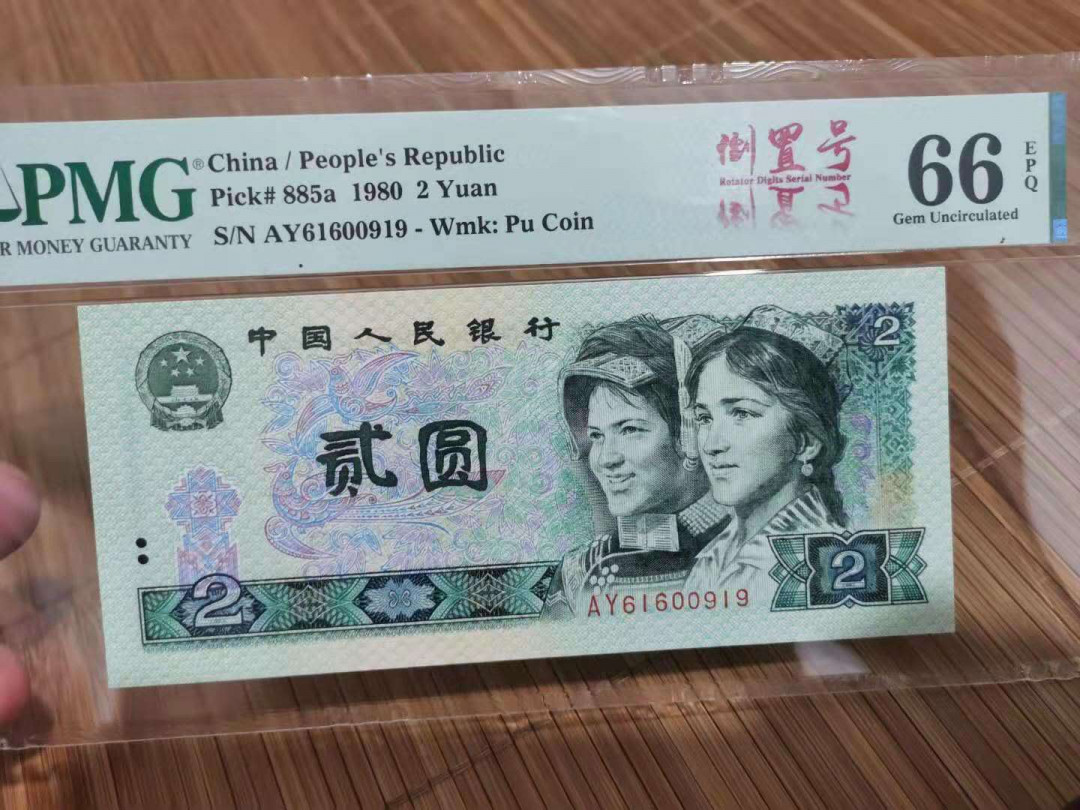 PMG®
R MONEY GUARANTY
China / People's Republic
Pick# 885a 1980 2 Yuan
S/N AY61600919 - Wmk: Pu Coin
倒置号
Rotator Digits Serial Number
66
EPQ
Gem Uncirculated
中国人民银行
2
贰圆
2
AY61600919
2